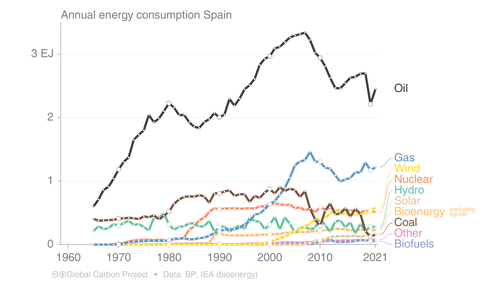 Annual energy consumption Spain
3 EJ
2
1
0
Oil
Gas
Wind
Nuclear
Hydro
Solar
Bioenergy excluding liquids
Coal
Other
Biofuels
1960 1970 1980 1990 2000 2010 2021
Global Carbon Project • Data: BP, IEA (bioenergy)